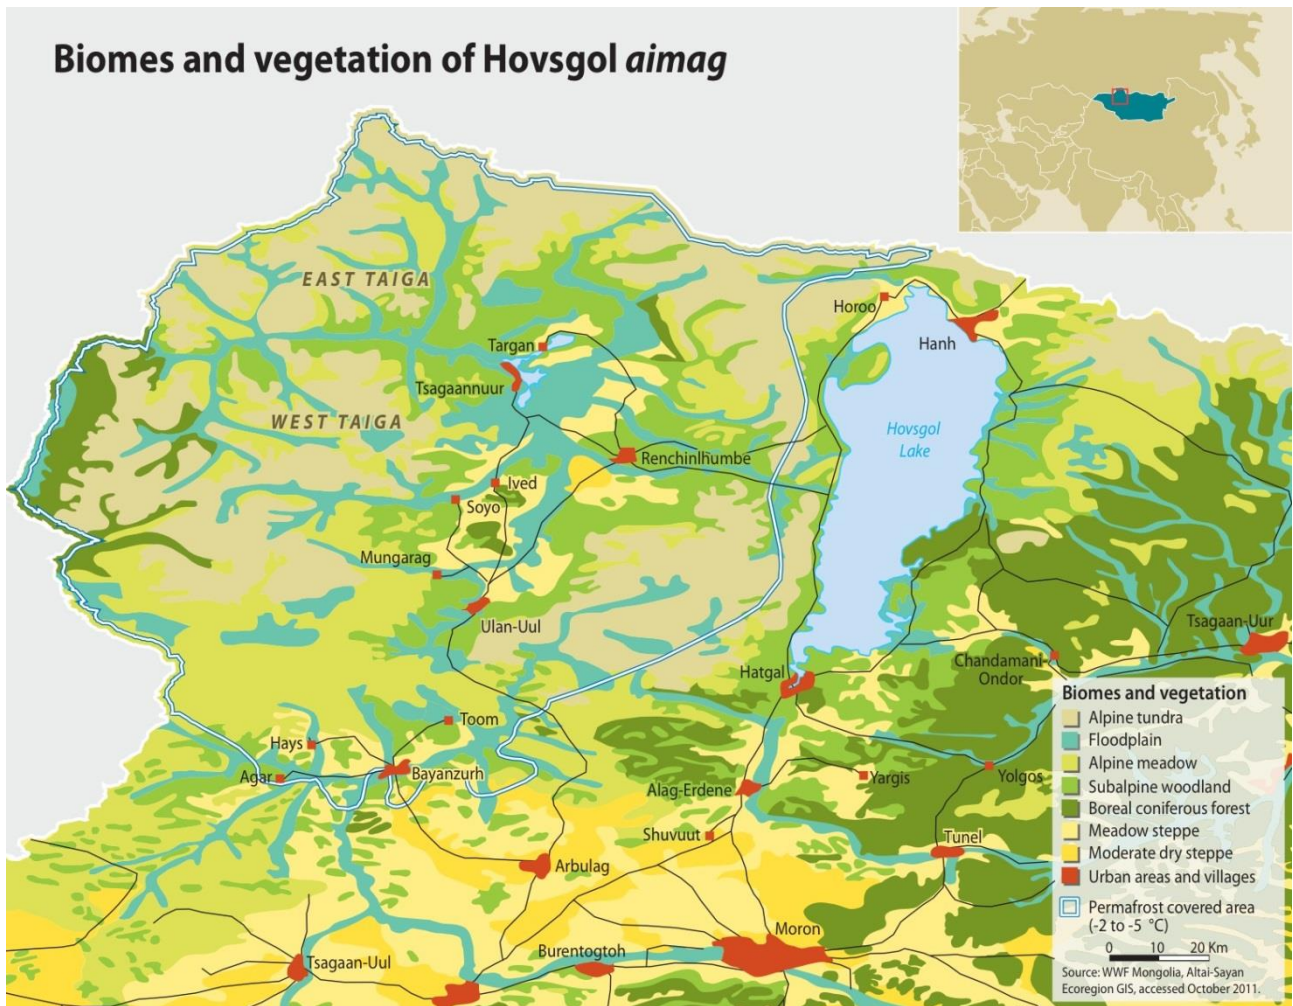 Biomes and vegetation of Hovsgol aimag
EAST TAIGA
Horoo
Hanh
Targan
Tsagaannuur
WEST TAIGA
Hovsgol
Lake
Renchinlhumbe
Ived
Soyo
Mungarag
Ulan-Uul
Tsagaan-Uur
Chandamani-
Ondor
Hatgal
Toom
Hays
Agar
Bayanzurh
Alag-Erdene
Yargis
Yolgos
Shuvuut
Tunel
Arbulag
Moron
Burentogtoh
Tsagaan-Uul
Biomes and vegetation
Alpine tundra
Floodplain
Alpine meadow
Subalpine woodland
Boreal coniferous forest
Meadow steppe
Moderate dry steppe
Urban areas and villages
Permafrost covered area
(-2 to -5 °C)
0 10 20 Km
Source: WWF Mongolia, Altai-Sayan
Ecoregion GIS, accessed October 2011.